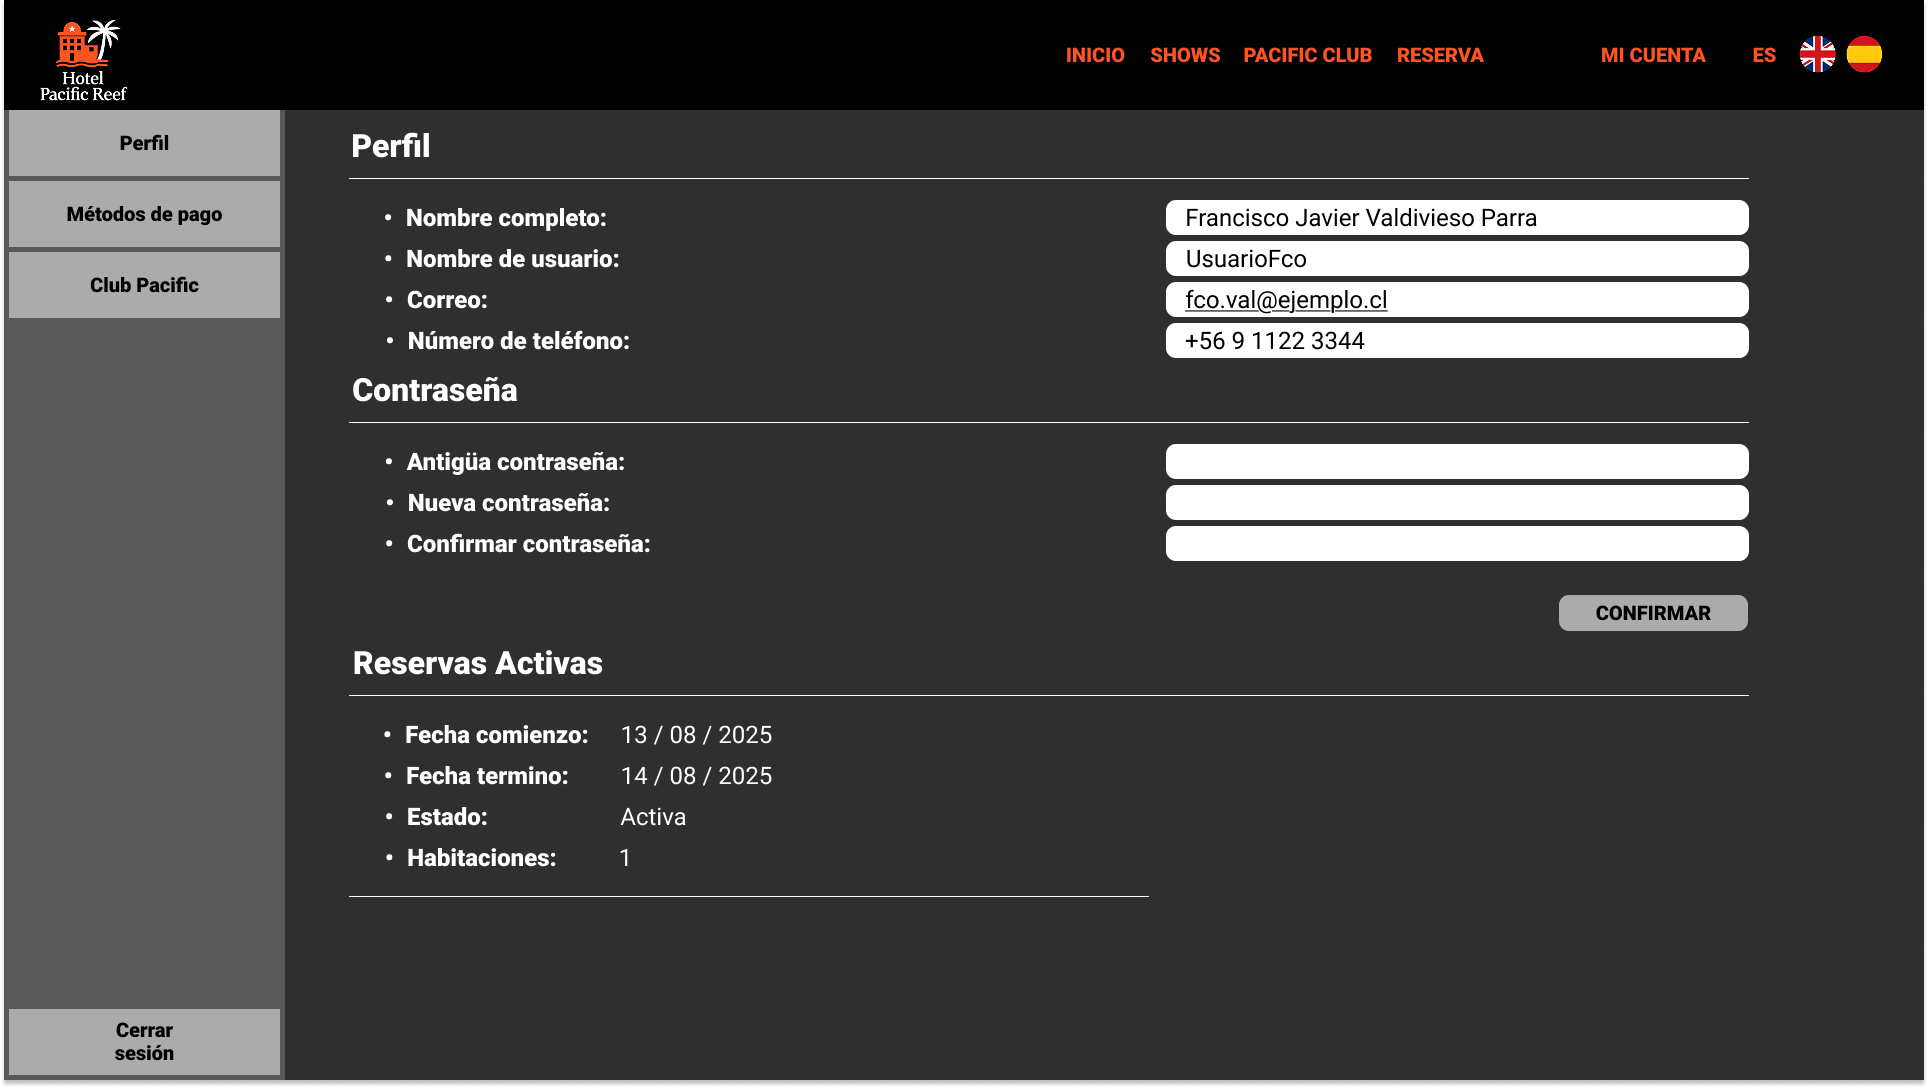 Hotel
Pacific Reef
INICIO SHOWS PACIFIC CLUB RESERVA MI CUENTA ES
Perfil
Métodos de pago
Club Pacific
Cerrar
sesión
Perfil
• Nombre completo: Francisco Javier Valdivieso Parra
• Nombre de usuario: UsuarioFco
• Correo: fco.val@ejemplo.cl
• Número de teléfono: +56 9 1122 3344
Contraseña
• Antigüa contraseña:
• Nueva contraseña:
• Confirmar contraseña:
CONFIRMAR
Reservas Activas
• Fecha comienzo: 13 / 08 / 2025
• Fecha termino: 14 / 08 / 2025
• Estado: Activa
• Habitaciones: 1